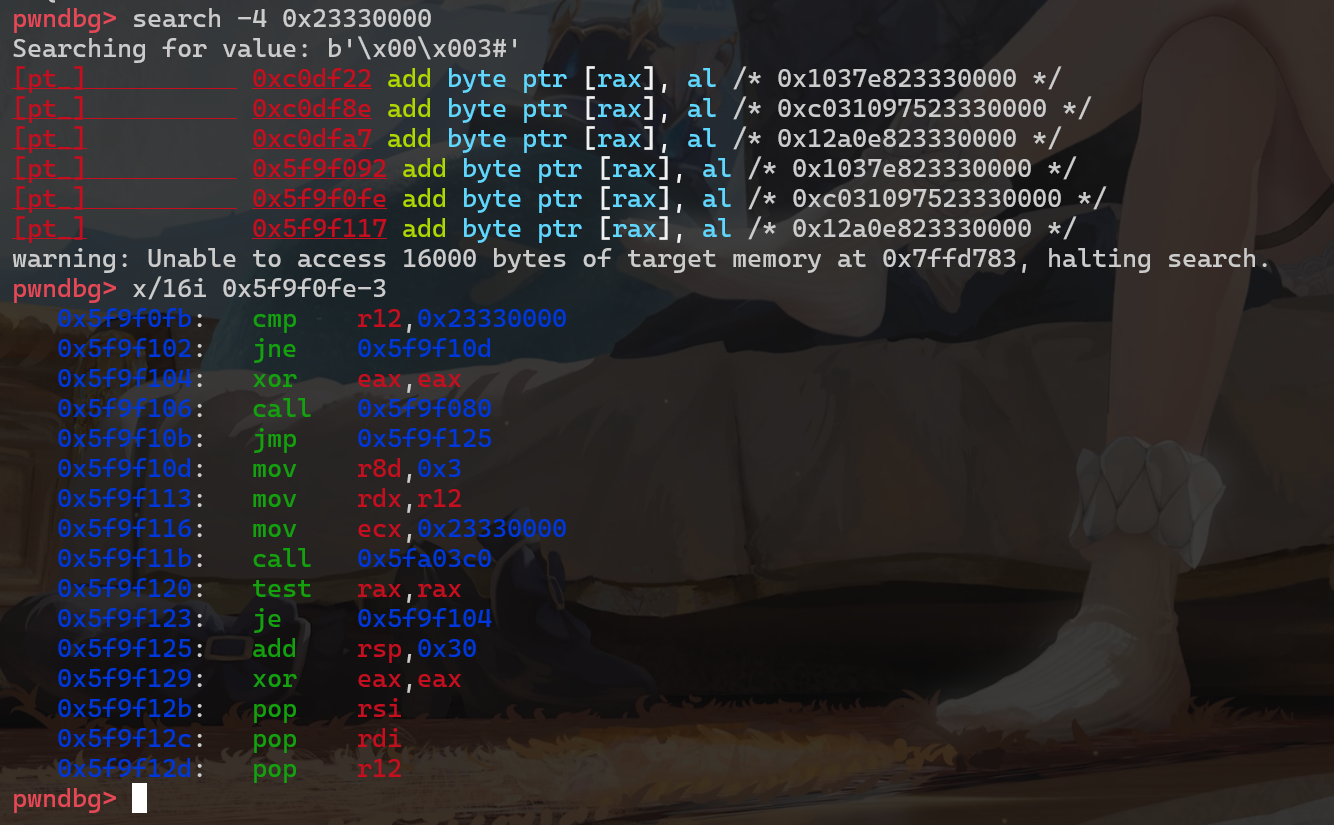 pwndbg> search -4 0x23330000
Searching for value: b'\x00\x003#'
[pt_] 0xc0df22 add byte ptr [rax], al /* 0x1037e823330000 */
[pt_] 0xc0df8e add byte ptr [rax], al /* 0xc031097523330000 */
[pt_] 0xc0dfa7 add byte ptr [rax], al /* 0x12a0e823330000 */
[pt_] 0x5f9f092 add byte ptr [rax], al /* 0x1037e823330000 */
[pt_] 0x5f9f0fe add byte ptr [rax], al /* 0xc031097523330000 */
[pt_] 0x5f9f117 add byte ptr [rax], al /* 0x12a0e823330000 */
warning: Unable to access 16000 bytes of target memory at 0x7ffd783, halting search.
pwndbg> x/16i 0x5f9f0fe-3
0x5f9f0fb: cmp r12,0x23330000
0x5f9f102: jne 0x5f9f10d
0x5f9f104: xor eax,eax
0x5f9f106: call 0x5f9f080
0x5f9f10b: jmp 0x5f9f125
0x5f9f10d: mov r8d,0x3
0x5f9f113: mov rdx,r12
0x5f9f116: mov ecx,0x23330000
0x5f9f11b: call 0x5fa03c0
0x5f9f120: test rax,rax
0x5f9f123: je 0x5f9f104
0x5f9f125: add rsp,0x30
0x5f9f129: xor eax,eax
0x5f9f12b: pop rsi
0x5f9f12c: pop rdi
0x5f9f12d: pop r12
pwndbg>